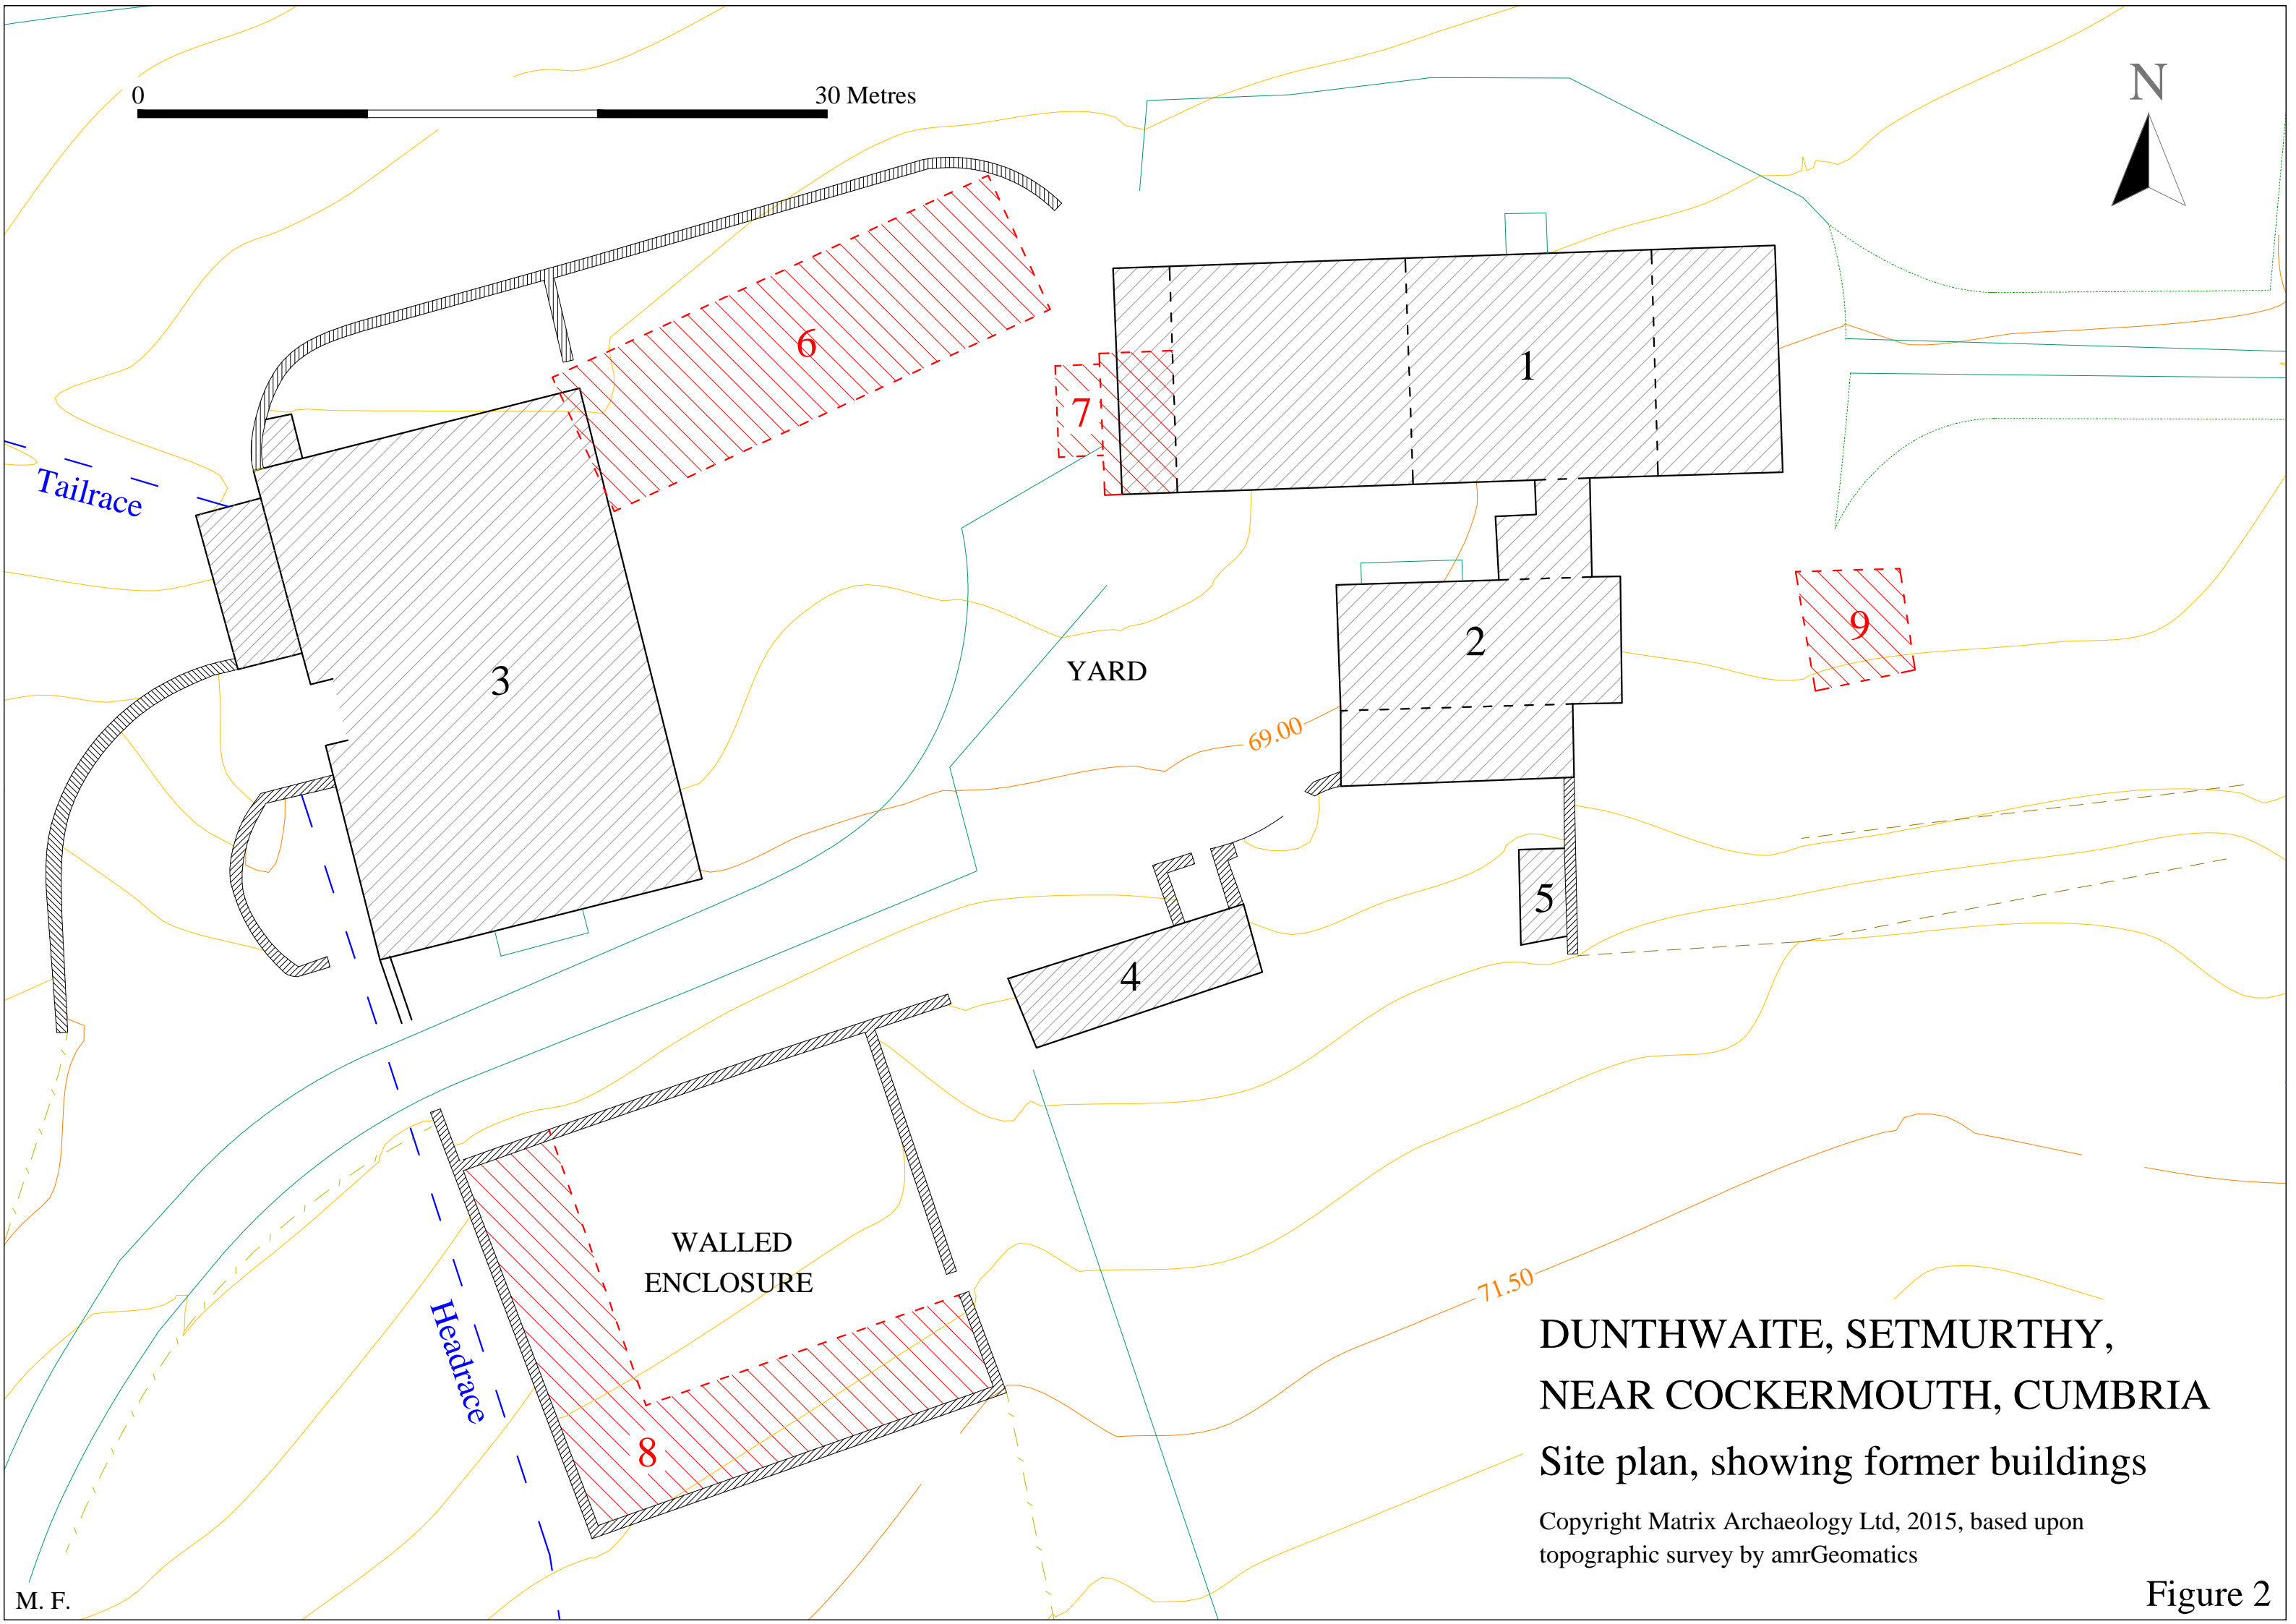 0
30 Metres
N
6
1
7
Tailrace
9
2
3
YARD
69.00
5
4
WALLED
ENCLOSURE
71.50
Headrace
8
DUNTHWAITE, SETMURTHY,
NEAR COCKERMOUTH, CUMBRIA
Site plan, showing former buildings
Copyright Matrix Archaeology Ltd, 2015, based upon
topographic survey by amrGeomatics
M. F.
Figure 2